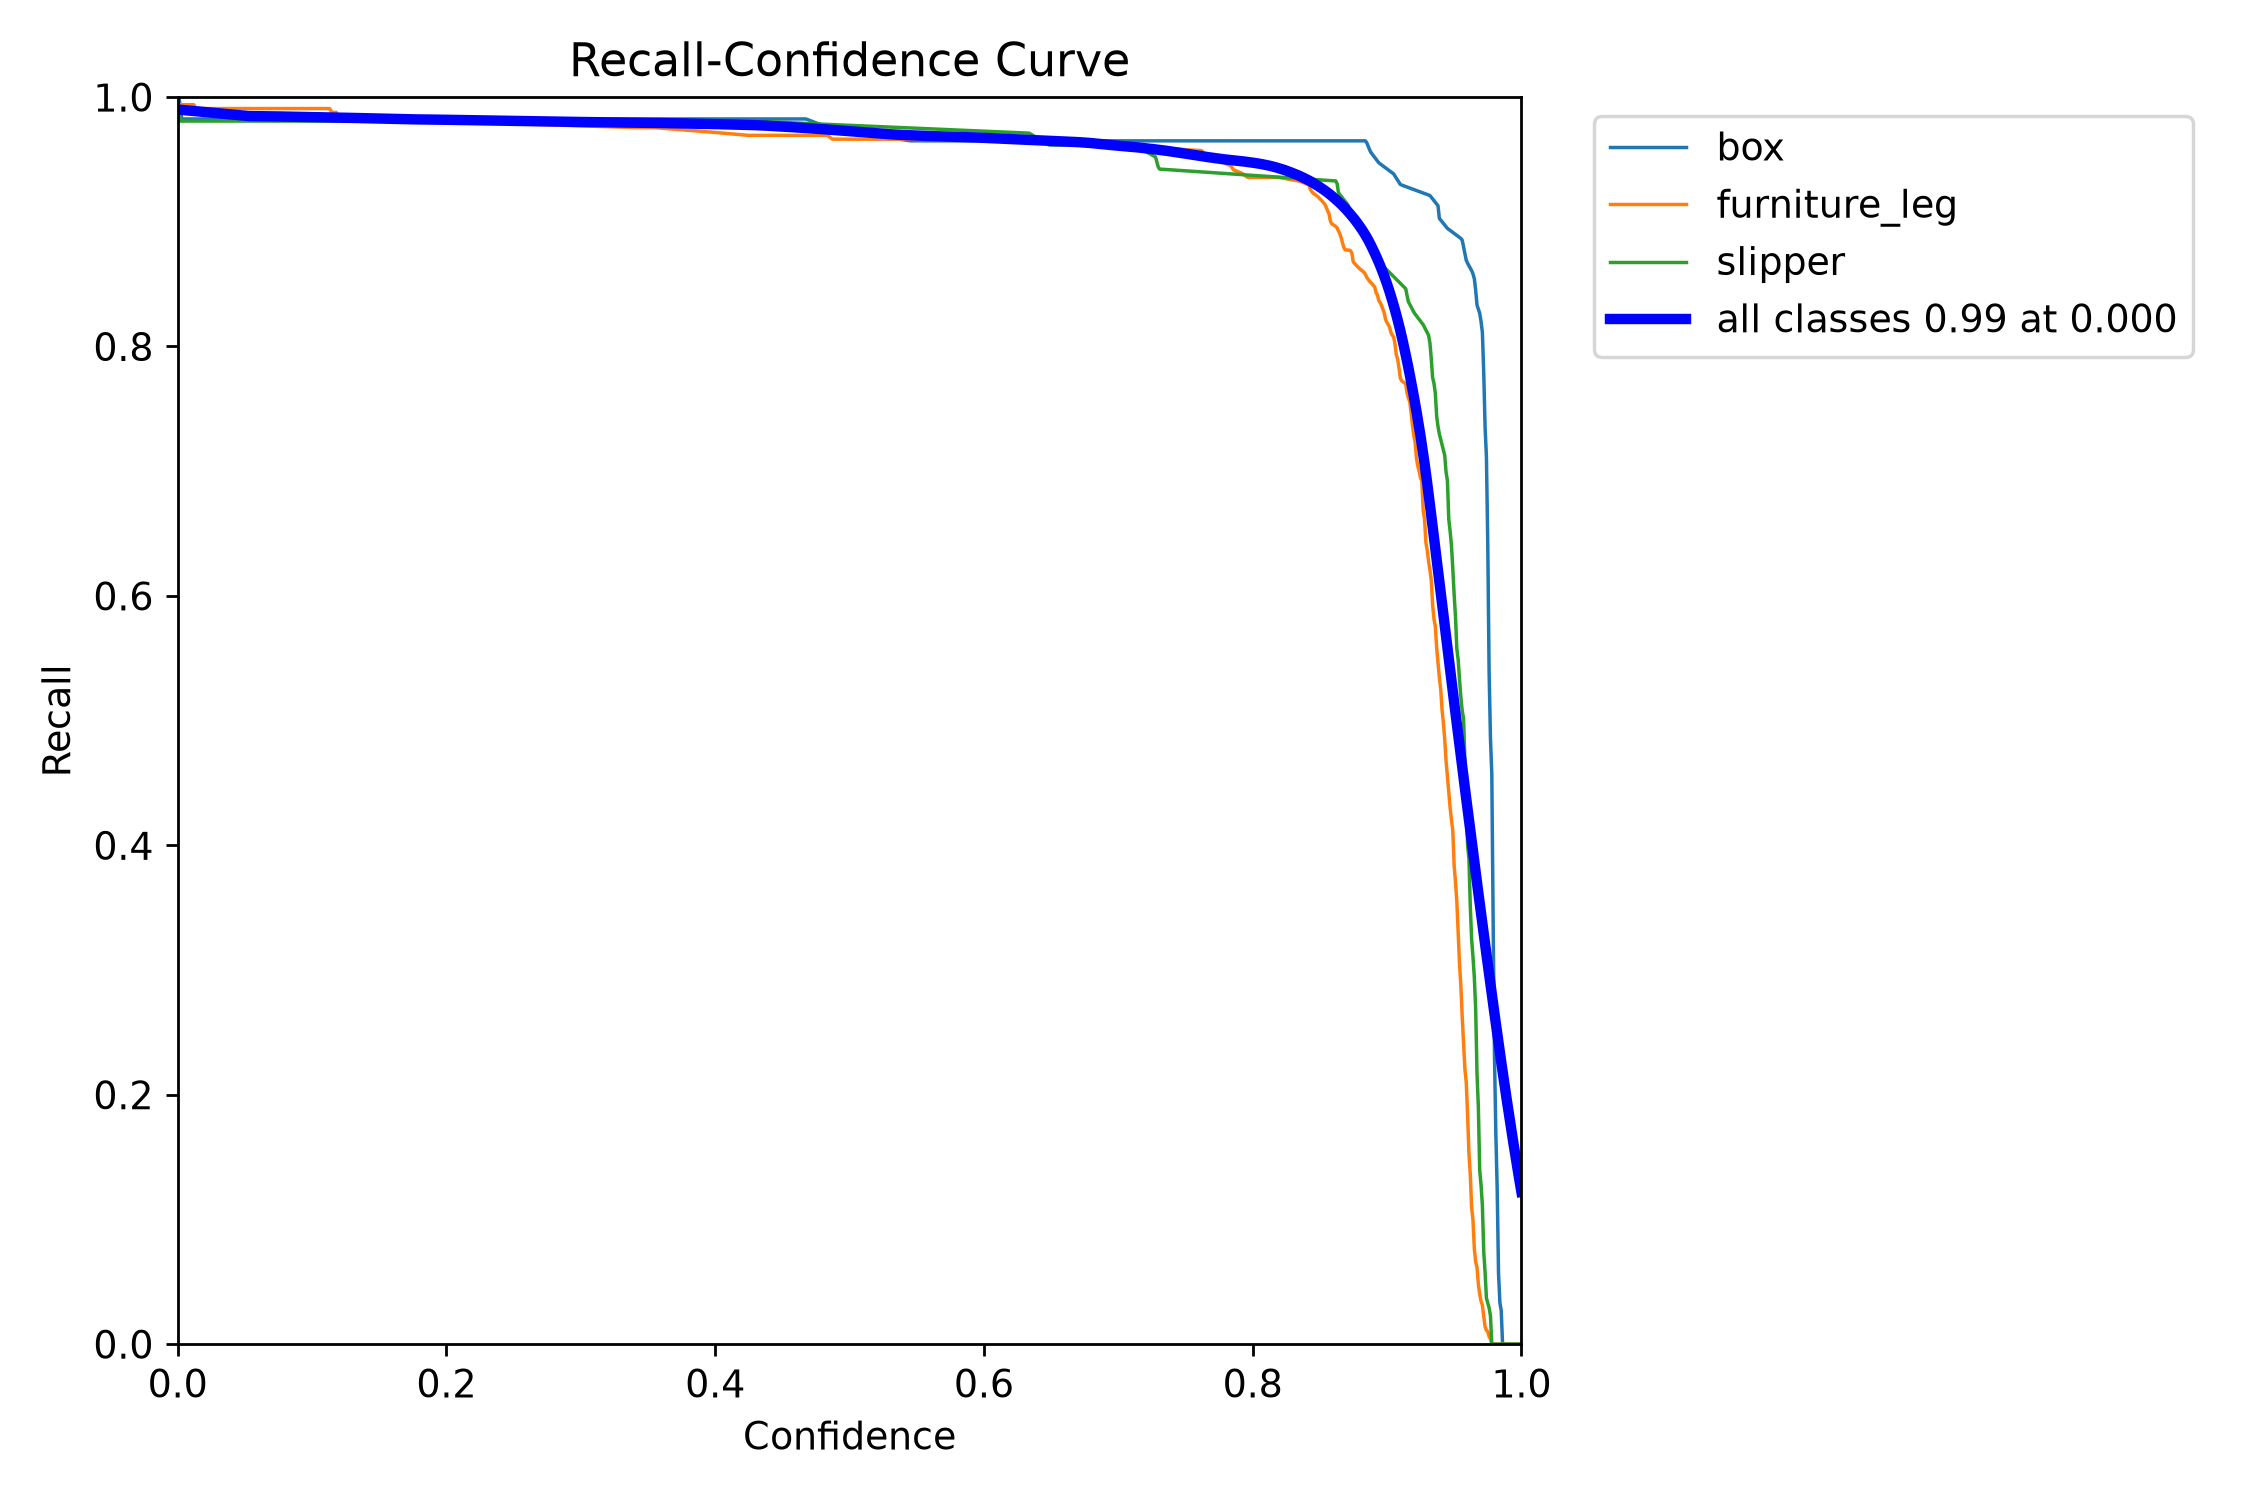 Recall-Confidence Curve
1.0
0.8
0.6
0.4
0.2
0.0
Recall
0.0 0.2 0.4 0.6 0.8 1.0
Confidence
box
furniture_leg
slipper
all classes 0.99 at 0.000